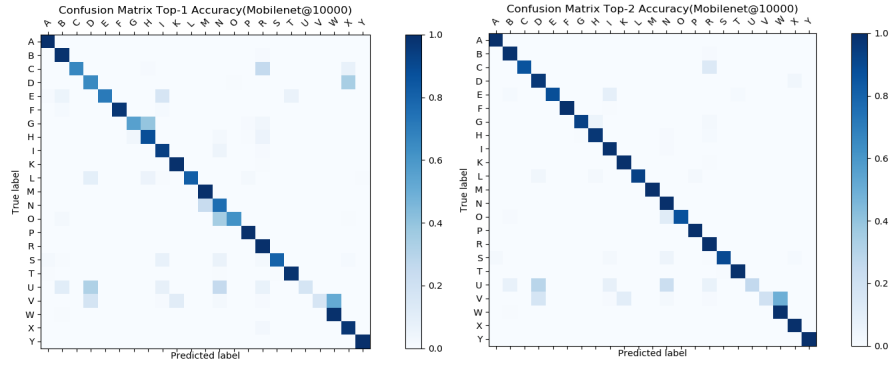 Confusion Matrix Top-1 Accuracy(Mobilenet@10000)
A B C D E F G H I K L M N O P R S T U V W X Y
A
B
C
D
E
F
G
H
I
K
L
M
N
O
P
R
S
T
U
V
W
X
Y
True label
Predicted label
1.0
0.8
0.6
0.4
0.2
0.0
Confusion Matrix Top-2 Accuracy(Mobilenet@10000)
A B C D E F G H I K L M N O P R S T U V W X Y
A
B
C
D
E
F
G
H
I
K
L
M
N
O
P
R
S
T
U
V
W
X
Y
True label
Predicted label
1.0
0.8
0.6
0.4
0.2
0.0